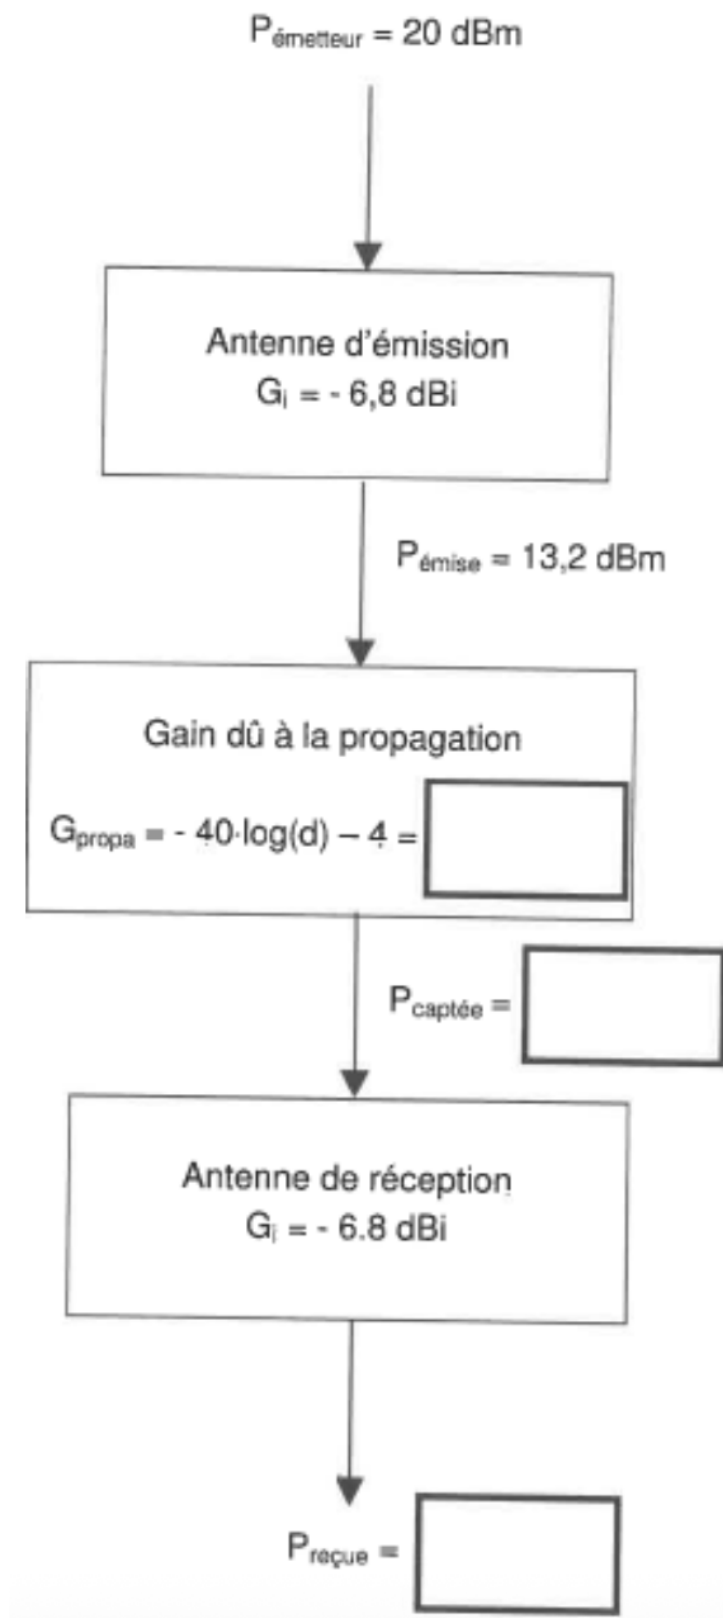 Pémetteur = 20 dBm
Antenne d'émission
Gi = - 6,8 dBi
Pémise = 13,2 dBm
Gain dû à la propagation
Gpropa = - 40·log(d) – 4 =
Pcaptée =
Antenne de réception
Gi = - 6.8 dBi
Preçue =